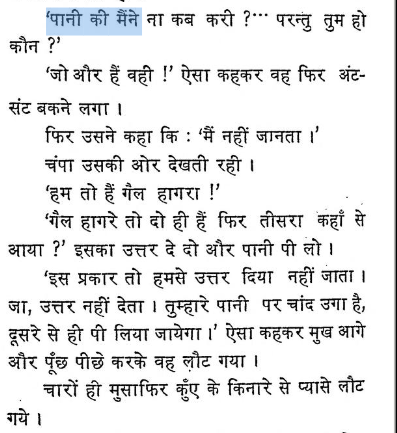 ‘पानी की मैंने ना कब करी ?… परन्तु तुम हो
कौन ?’
‘जो और हैं वही !’ ऐसा कहकर वह फिर अंट-
संट बकने लगा ।
फिर उसने कहा कि : ‘मैं नहीं जानता ।’
चंपा उसकी ओर देखती रही ।
‘हम तो हैं गैल हागरा !’
‘गैल हागरे तो दो ही हैं फिर तीसरा कहाँ से
आया ?’ इसका उत्तर दे दो और पानी पी लो ।
‘इस प्रकार तो हमसे उत्तर दिया नहीं जाता ।
जा, उत्तर नहीं देता । तुम्हारे पानी पर चांद उगा है,
दूसरे से ही पी लिया जायेगा ।’ ऐसा कहकर मुख आगे
और पूँछ पीछे करके वह लौट गया ।
चारों ही मुसाफिर कुँए के किनारे से प्यासे लौट
गये ।